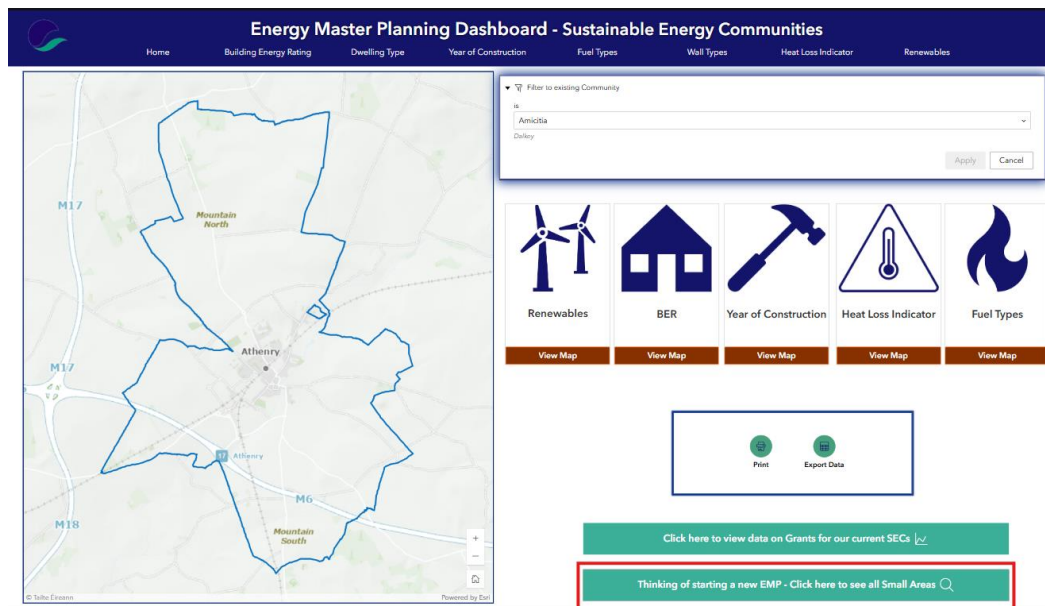 Energy Master Planning Dashboard - Sustainable Energy Communities
Home Building Energy Rating Dwelling Type Year of Construction Fuel Types Wall Types Heat Loss Indicator Renewables
Filter to existing Community
is
Amicitia
Dalkey
Apply Cancel
M17
Mountain
North
Athenry
M17
17 Athenry
M6
M18
Mountain
South
+
−
© Tailte Éireann
Powered by Esri
Renewables BER Year of Construction Heat Loss Indicator Fuel Types
View Map View Map View Map View Map View Map
Print Export Data
Click here to view data on Grants for our current SECs
Thinking of starting a new EMP - Click here to see all Small Areas